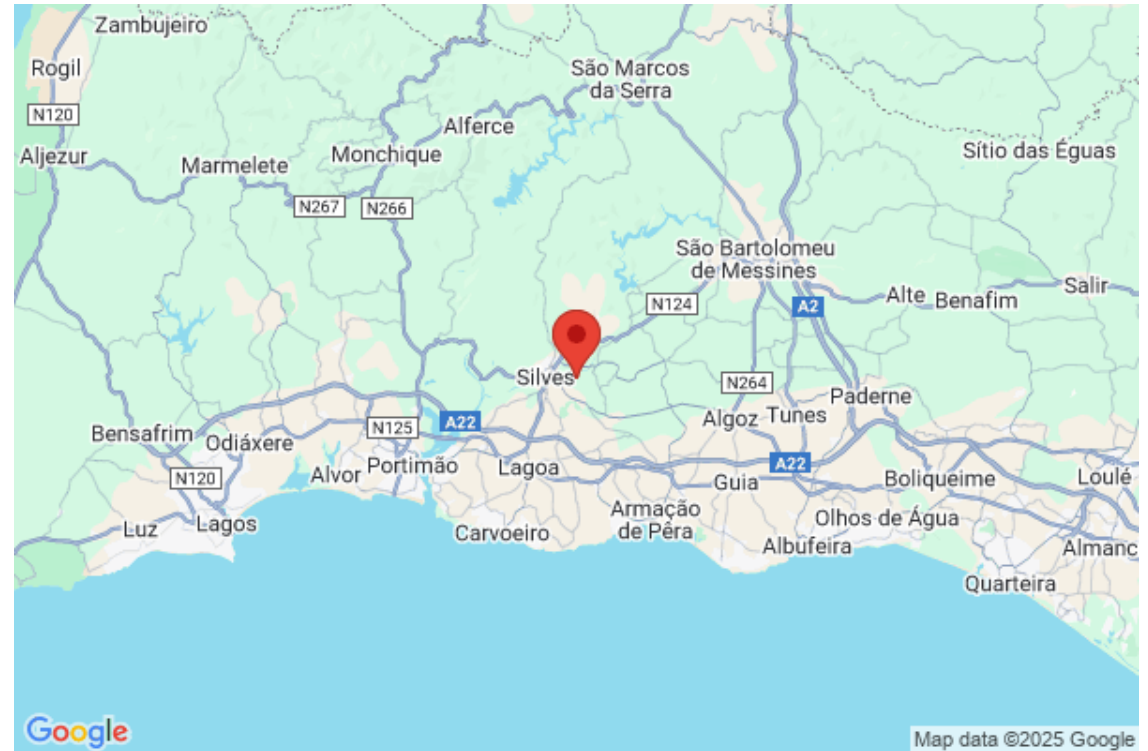 Zambujeiro
Rogil
São Marcos
da Serra
N120
Alferce
Aljezur
Monchique
Sítio das Éguas
Marmelete
N267
N266
São Bartolomeu
de Messines
Salir
N124
A2
Alte
Benafim
Silves
N264
Paderne
Algoz
Tunes
Bensafrim
Odiáxere
N125
A22
A22
N120
Alvor
Portimão
Lagoa
Guia
Boliqueime
Loulé
Luz
Lagos
Carvoeiro
Armação
de Pêra
Olhos de Água
Albufeira
Almanc
Quarteira
Google
Map data ©2025 Google